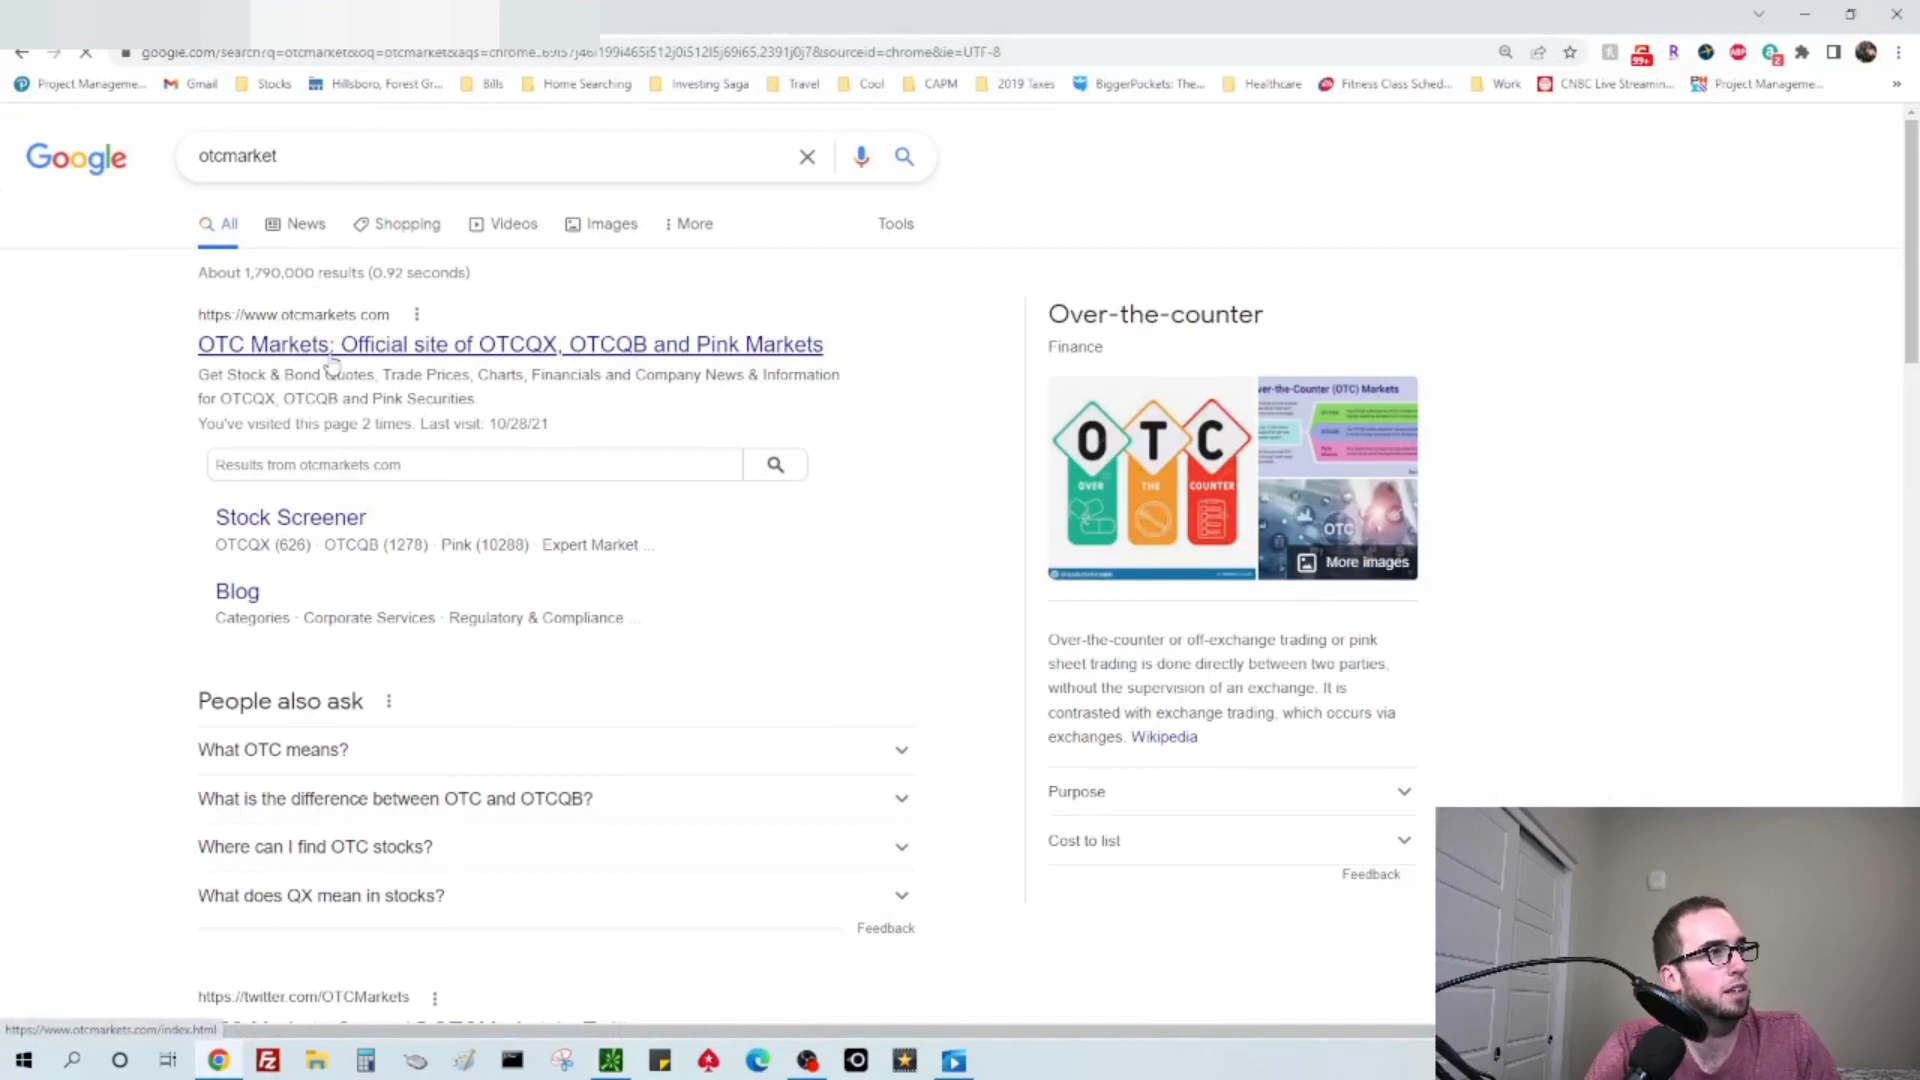 google.com/search?q=otcmarket&oq=otcmarket&aqs=chrome..69i57j46i199i465i512j0i512l5j69i65.2391j0j7&sourceid=chrome&ie=UTF-8
99+
R
ABP
2
Project Manageme...
Gmail
Stocks
Hillsboro, Forest Gr...
Bills
Home Searching
Investing Saga
Travel
Cool
CAPM
2019 Taxes
BiggerPockets: The...
Healthcare
Fitness Class Sched...
Work
CNBC Live Streamin...
Project Manageme...
Google
otcmarket
All
News
Shopping
Videos
Images
More
Tools
About 1,790,000 results (0.92 seconds)
https://www.otcmarkets.com
OTC Markets: Official site of OTCQX, OTCQB and Pink Markets
Get Stock & Bond Quotes, Trade Prices, Charts, Financials and Company News & Information
for OTCQX, OTCQB and Pink Securities.
You've visited this page 2 times. Last visit: 10/28/21
Results from otcmarkets.com
Stock Screener
OTCQX (626) · OTCQB (1278) · Pink (10288) · Expert Market ...
Blog
Categories · Corporate Services · Regulatory & Compliance ...
People also ask
What OTC means?
What is the difference between OTC and OTCQB?
Where can I find OTC stocks?
What does QX mean in stocks?
Feedback
https://twitter.com/OTCMarkets
Over-the-counter
Finance
O T C
OVER THE COUNTER
ver-the-Counter (OTC) Markets
OTC
More images
Over-the-counter or off-exchange trading or pink
sheet trading is done directly between two parties,
without the supervision of an exchange. It is
contrasted with exchange trading, which occurs via
exchanges. Wikipedia
Purpose
Cost to list
Feedback
https://www.otcmarkets.com/index.html
Fz